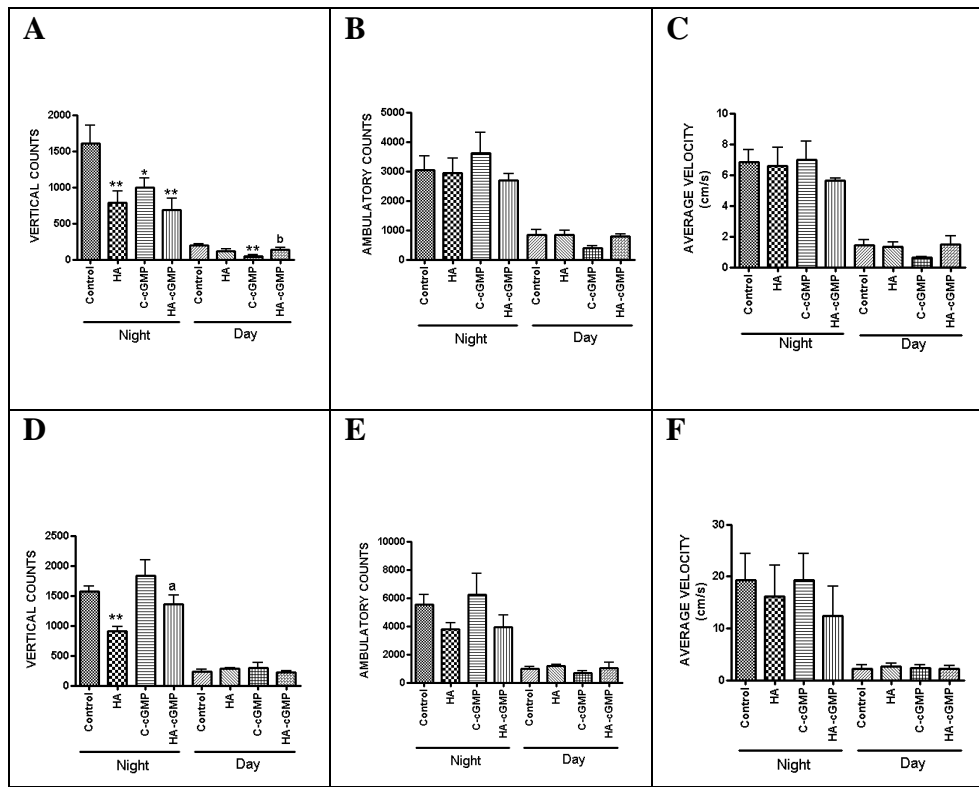 A
VERTICAL COUNTS
2000
1500
1000
500
0
**
*
**
**
b
Control
HA
C-cGMP
HA-cGMP
Control
HA
C-cGMP
HA-cGMP
Night
Day
B
AMBULATORY COUNTS
5000
4000
3000
2000
1000
0
Control
HA
C-cGMP
HA-cGMP
Control
HA
C-cGMP
HA-cGMP
Night
Day
C
AVERAGE VELOCITY
(cm/s)
8
6
4
2
0
Control
HA
C-cGMP
HA-cGMP
Control
HA
C-cGMP
HA-cGMP
Night
Day
D
VERTICAL COUNTS
2500
2000
1500
1000
500
0
**
a
Control
HA
C-cGMP
HA-cGMP
Control
HA
C-cGMP
HA-cGMP
Night
Day
E
AMBULATORY COUNTS
10000
8000
6000
4000
2000
0
Control
HA
C-cGMP
HA-cGMP
Control
HA
C-cGMP
HA-cGMP
Night
Day
F
AVERAGE VELOCITY
(cm/s)
30
20
10
0
Control
HA
C-cGMP
HA-cGMP
Control
HA
C-cGMP
HA-cGMP
Night
Day